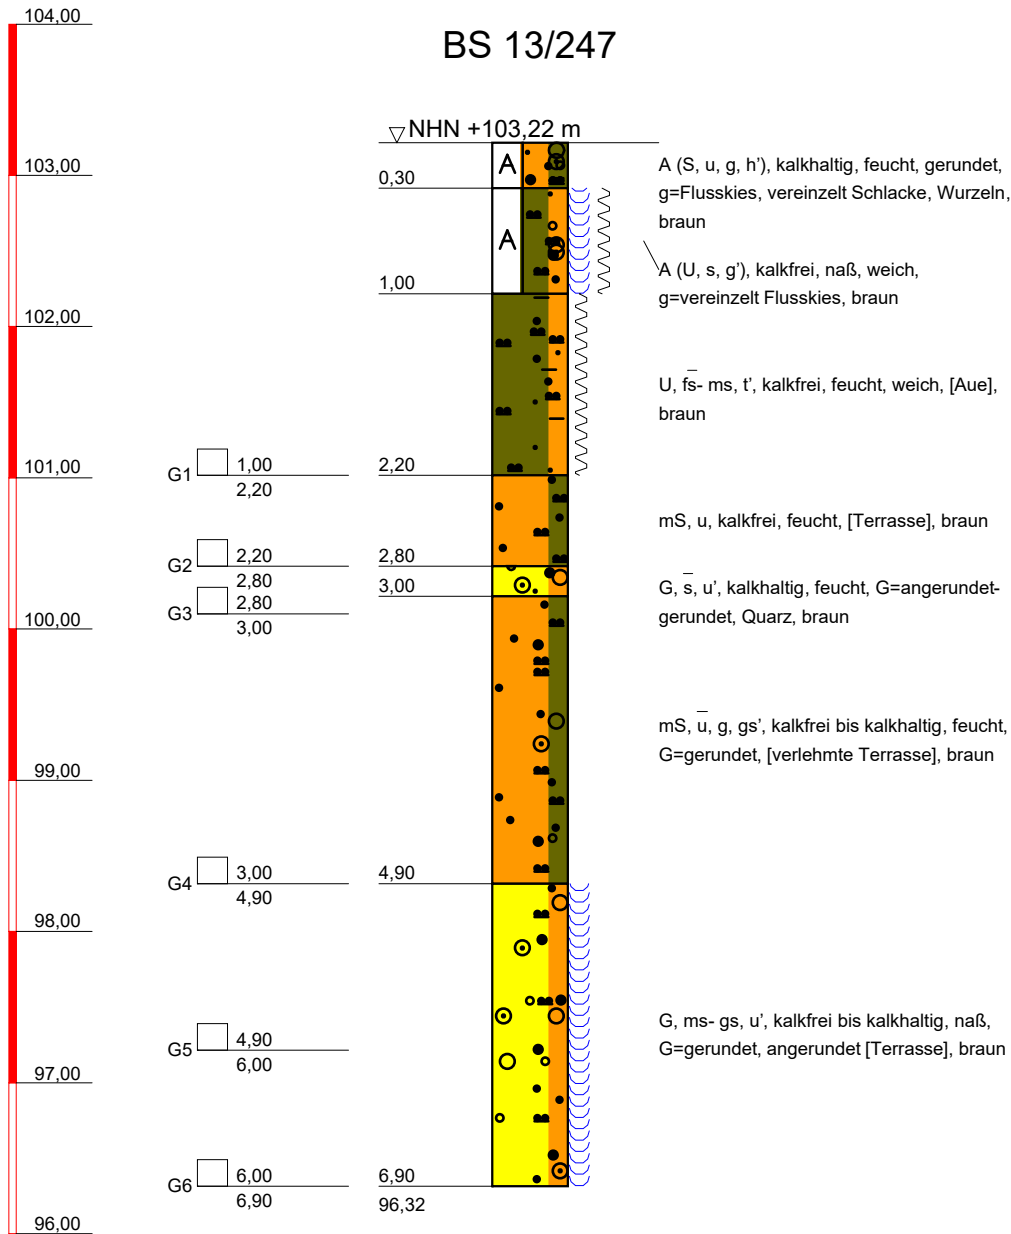 104,00
BS 13/247
NHN +103,22 m
A (S, u, g, h'), kalkhaltig, feucht, gerundet,
103,00
0,30
A
g=Flusskies, vereinzelt Schlacke, Wurzeln,
braun
A
A (U, s, g'), kalkfrei, naß, weich,
1,00
g=vereinzelt Flusskies, braun
102,00
U, f̅s- ms, t', kalkfrei, feucht, weich, [Aue],
braun
101,00
G1
1,00
2,20
2,20
mS, u, kalkfrei, feucht, [Terrasse], braun
G2
2,20
2,80
2,80
G3
2,80
3,00
3,00
G, s̅, u', kalkhaltig, feucht, G=angerundet-
gerundet, Quarz, braun
100,00
mS, u̅, g, gs', kalkfrei bis kalkhaltig, feucht,
G=gerundet, [verlehmte Terrasse], braun
99,00
G4
3,00
4,90
4,90
98,00
G, ms- gs, u', kalkfrei bis kalkhaltig, naß,
G=gerundet, angerundet [Terrasse], braun
G5
4,90
6,00
97,00
G6
6,00
6,90
6,90
96,32
96,00